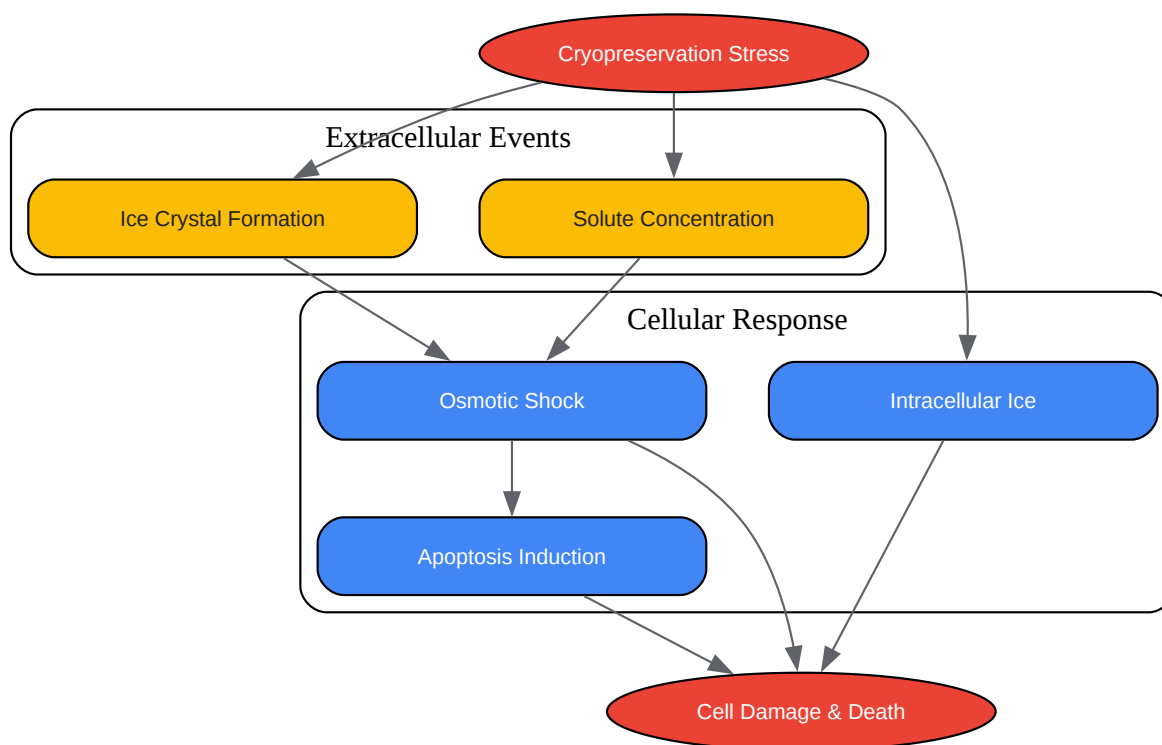 Cryopreservation Stress
Extracellular Events
Ice Crystal Formation
Solute Concentration
Cellular Response
Osmotic Shock
Intracellular Ice
Apoptosis Induction
Cell Damage & Death